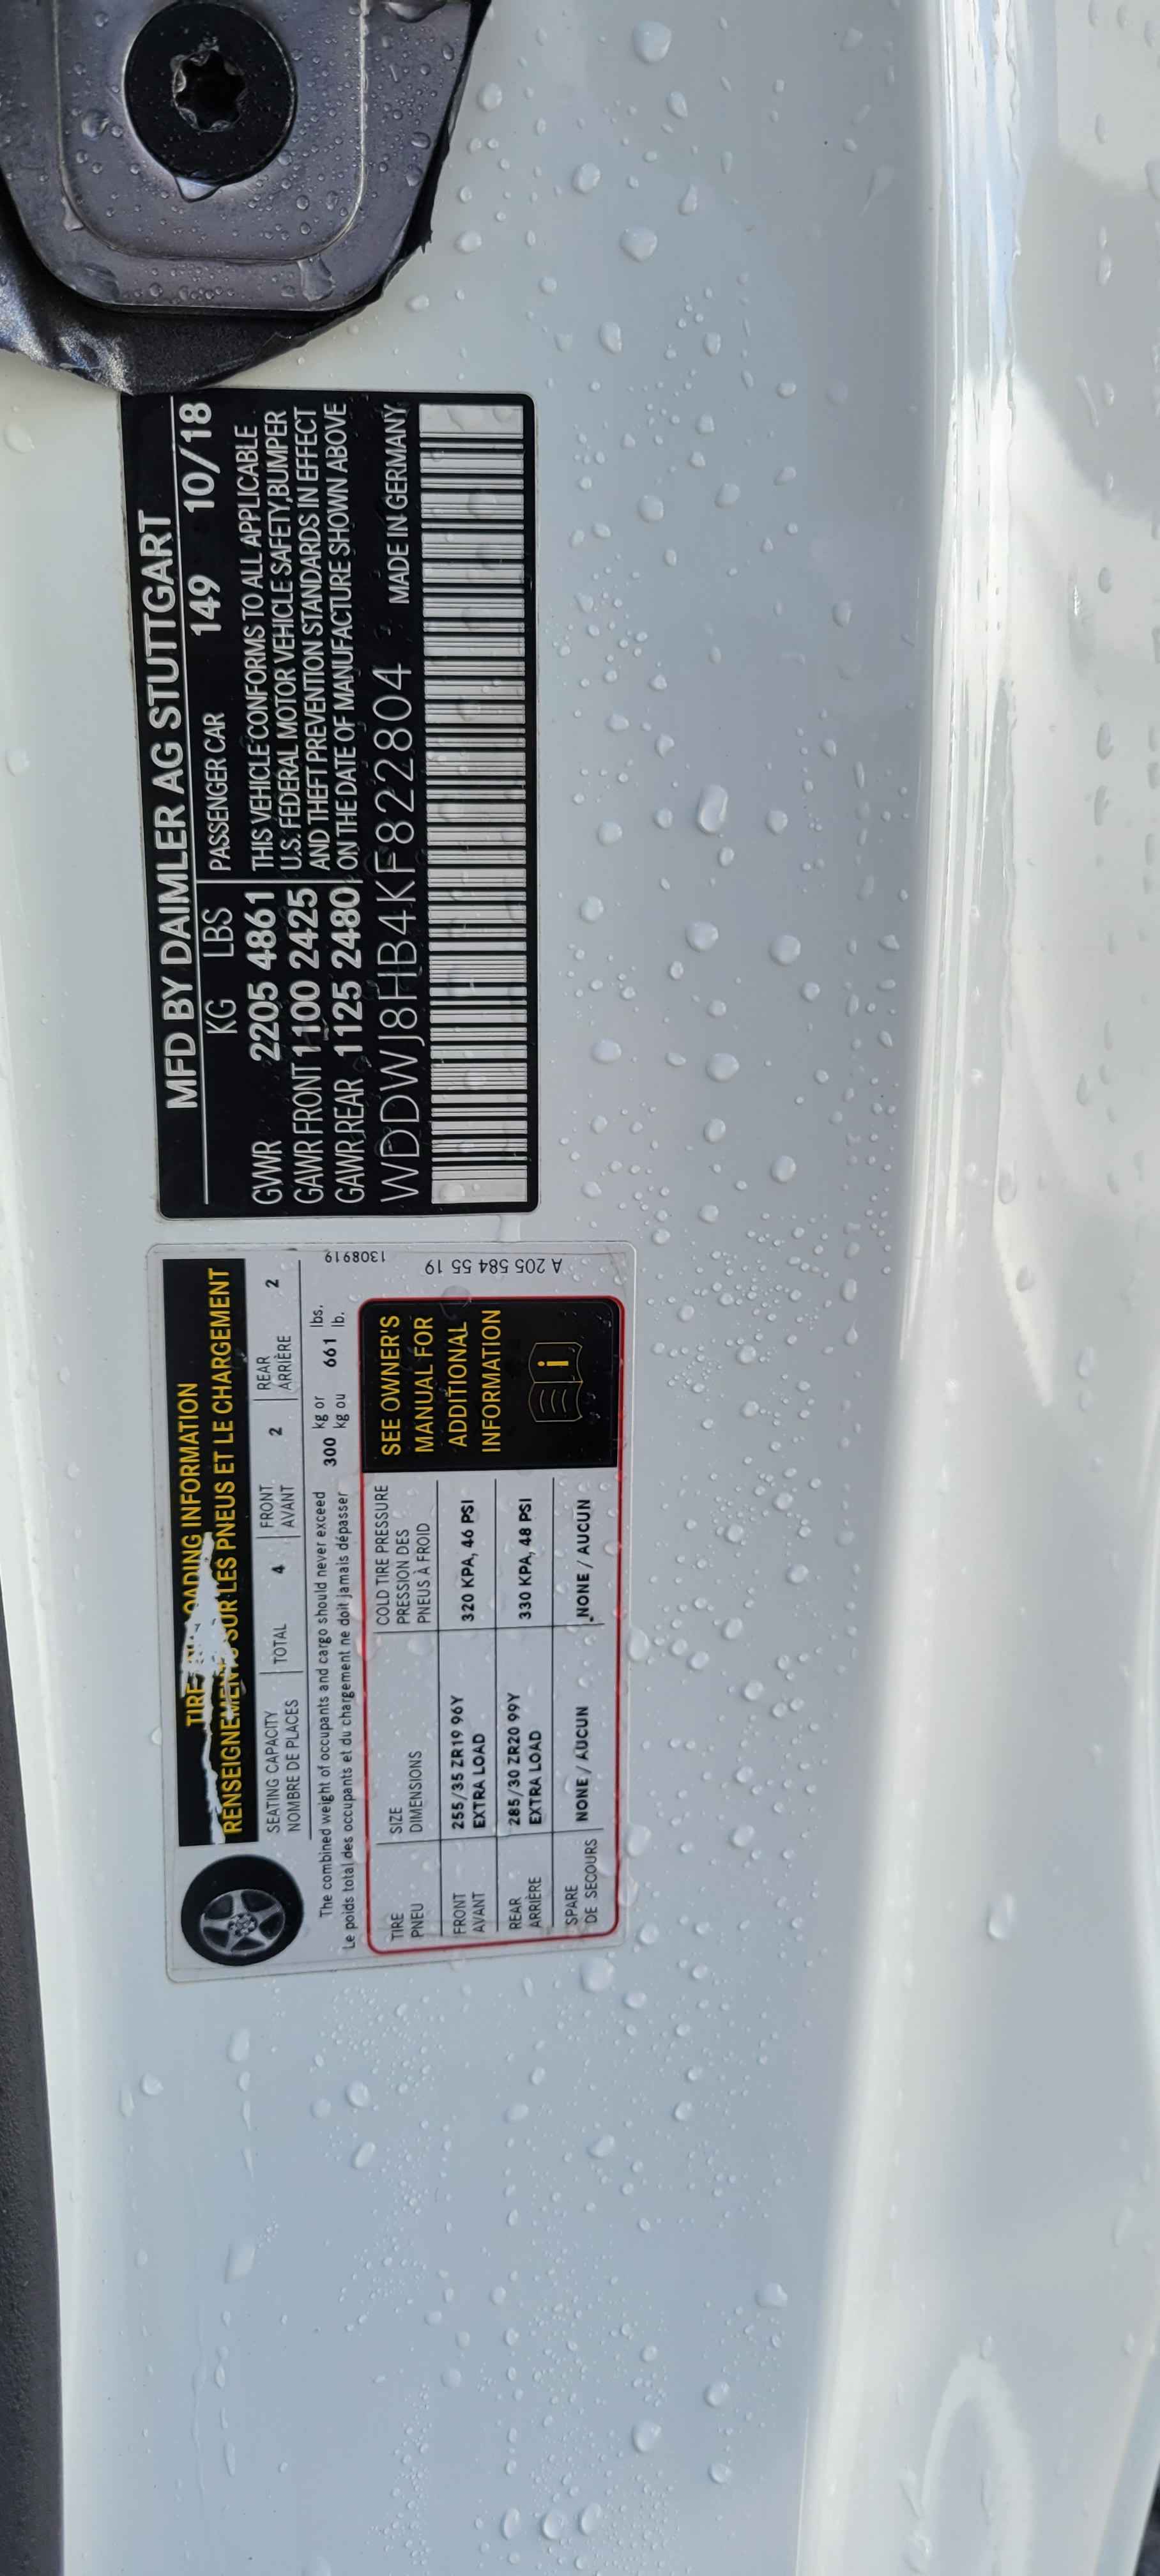 TIRE OADING INFORMATION
RENSEIGNEMENTS SUR LES PNEUS ET LE CHARGEMENT
SEATING CAPACITY TOTAL 4 FRONT 2 REAR 2
NOMBRE DE PLACES AVANT ARRIÈRE
The combined weight of occupants and cargo should never exceed 300 kg or 661 lbs.
Le poids total des occupants et du chargement ne doit jamais dépasser kg ou lb.
TIRE SIZE COLD TIRE PRESSURE
PNEU DIMENSIONS PRESSION DES
PNEUS À FROID
FRONT 255/35 ZR19 96Y 320 KPA, 46 PSI
AVANT EXTRA LOAD
REAR 285/30 ZR20 99Y 330 KPA, 48 PSI
ARRIÈRE EXTRA LOAD
SPARE NONE / AUCUN NONE / AUCUN
DE SECOURS
SEE OWNER'S
MANUAL FOR
ADDITIONAL
INFORMATION
i
1308919
A 205 584 55 19
MFD BY DAIMLER AG STUTTGART
KG LBS PASSENGER CAR 149 10/18
GWR 2205 4861 THIS VEHICLE CONFORMS TO ALL APPLICABLE
GAWR FRONT 1100 2425 U.S. FEDERAL MOTOR VEHICLE SAFETY, BUMPER
GAWR REAR 1125 2480 AND THEFT PREVENTION STANDARDS IN EFFECT
ON THE DATE OF MANUFACTURE SHOWN ABOVE
WDDWJ8HB4KF822804 MADE IN GERMANY